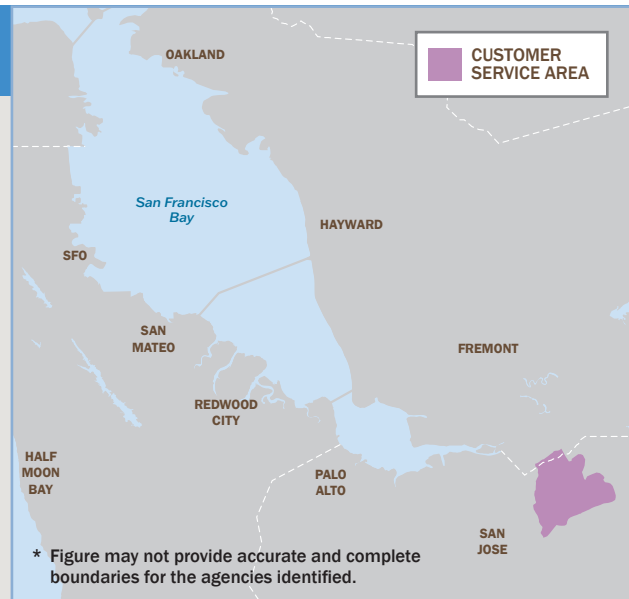 OAKLAND
CUSTOMER
SERVICE AREA
San Francisco
Bay
HAYWARD
SFO
SAN
MATEO
FREMONT
REDWOOD
CITY
HALF
MOON
BAY
PALO
ALTO
SAN
JOSE
* Figure may not provide accurate and complete
boundaries for the agencies identified.